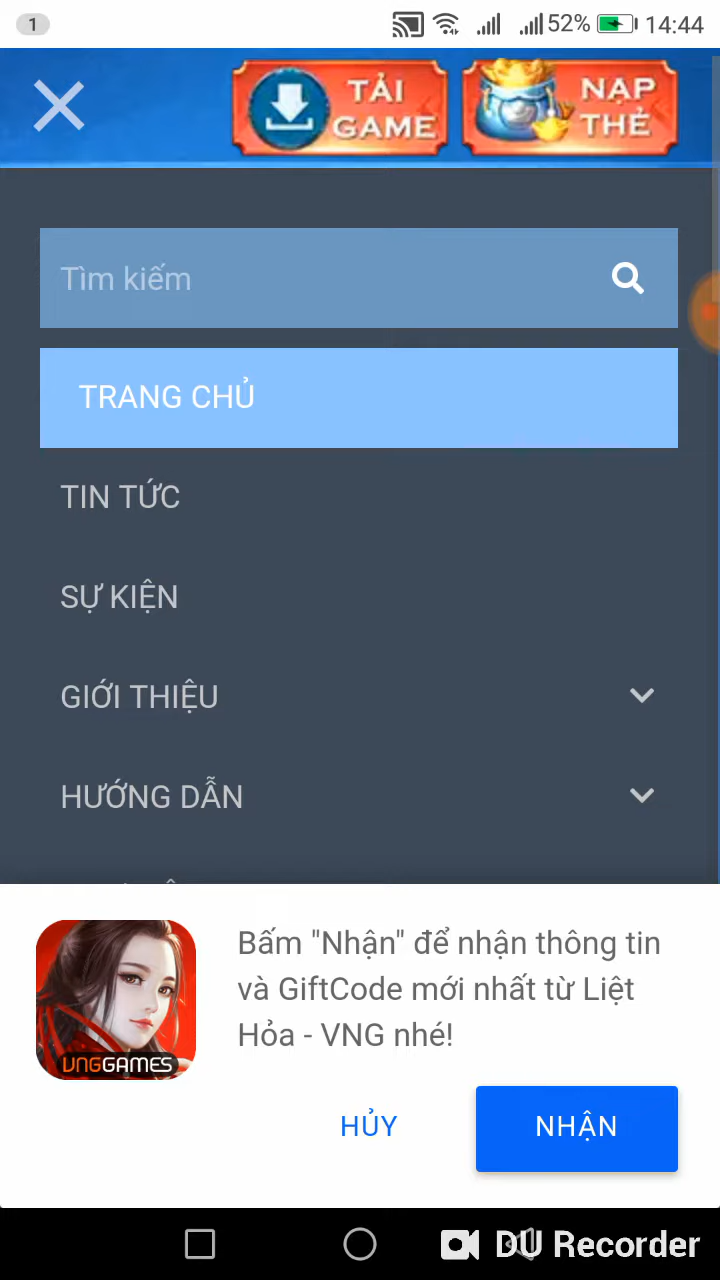 1
52% 14:44
TẢI GAME
NẠP THẺ
Tìm kiếm
TRANG CHỦ
TIN TỨC
SỰ KIỆN
GIỚI THIỆU
HƯỚNG DẪN
Bấm "Nhận" để nhận thông tin
và GiftCode mới nhất từ Liệt
Hỏa - VNG nhé!
VNGGAMES
HỦY
NHẬN
DU Recorder